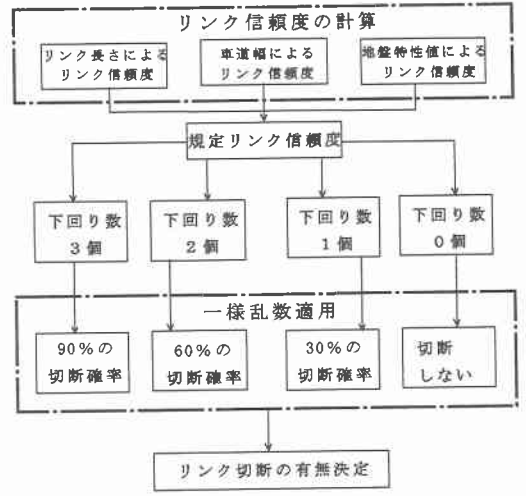 リンク信頼度の計算
リンク長さによる
リンク信頼度
車道幅による
リンク信頼度
地盤特性値による
リンク信頼度
規定リンク信頼度
下回り数
3個
下回り数
2個
下回り数
1個
下回り数
0個
一様乱数適用
90%の
切断確率
60%の
切断確率
30%の
切断確率
切断
しない
リンク切断の有無決定